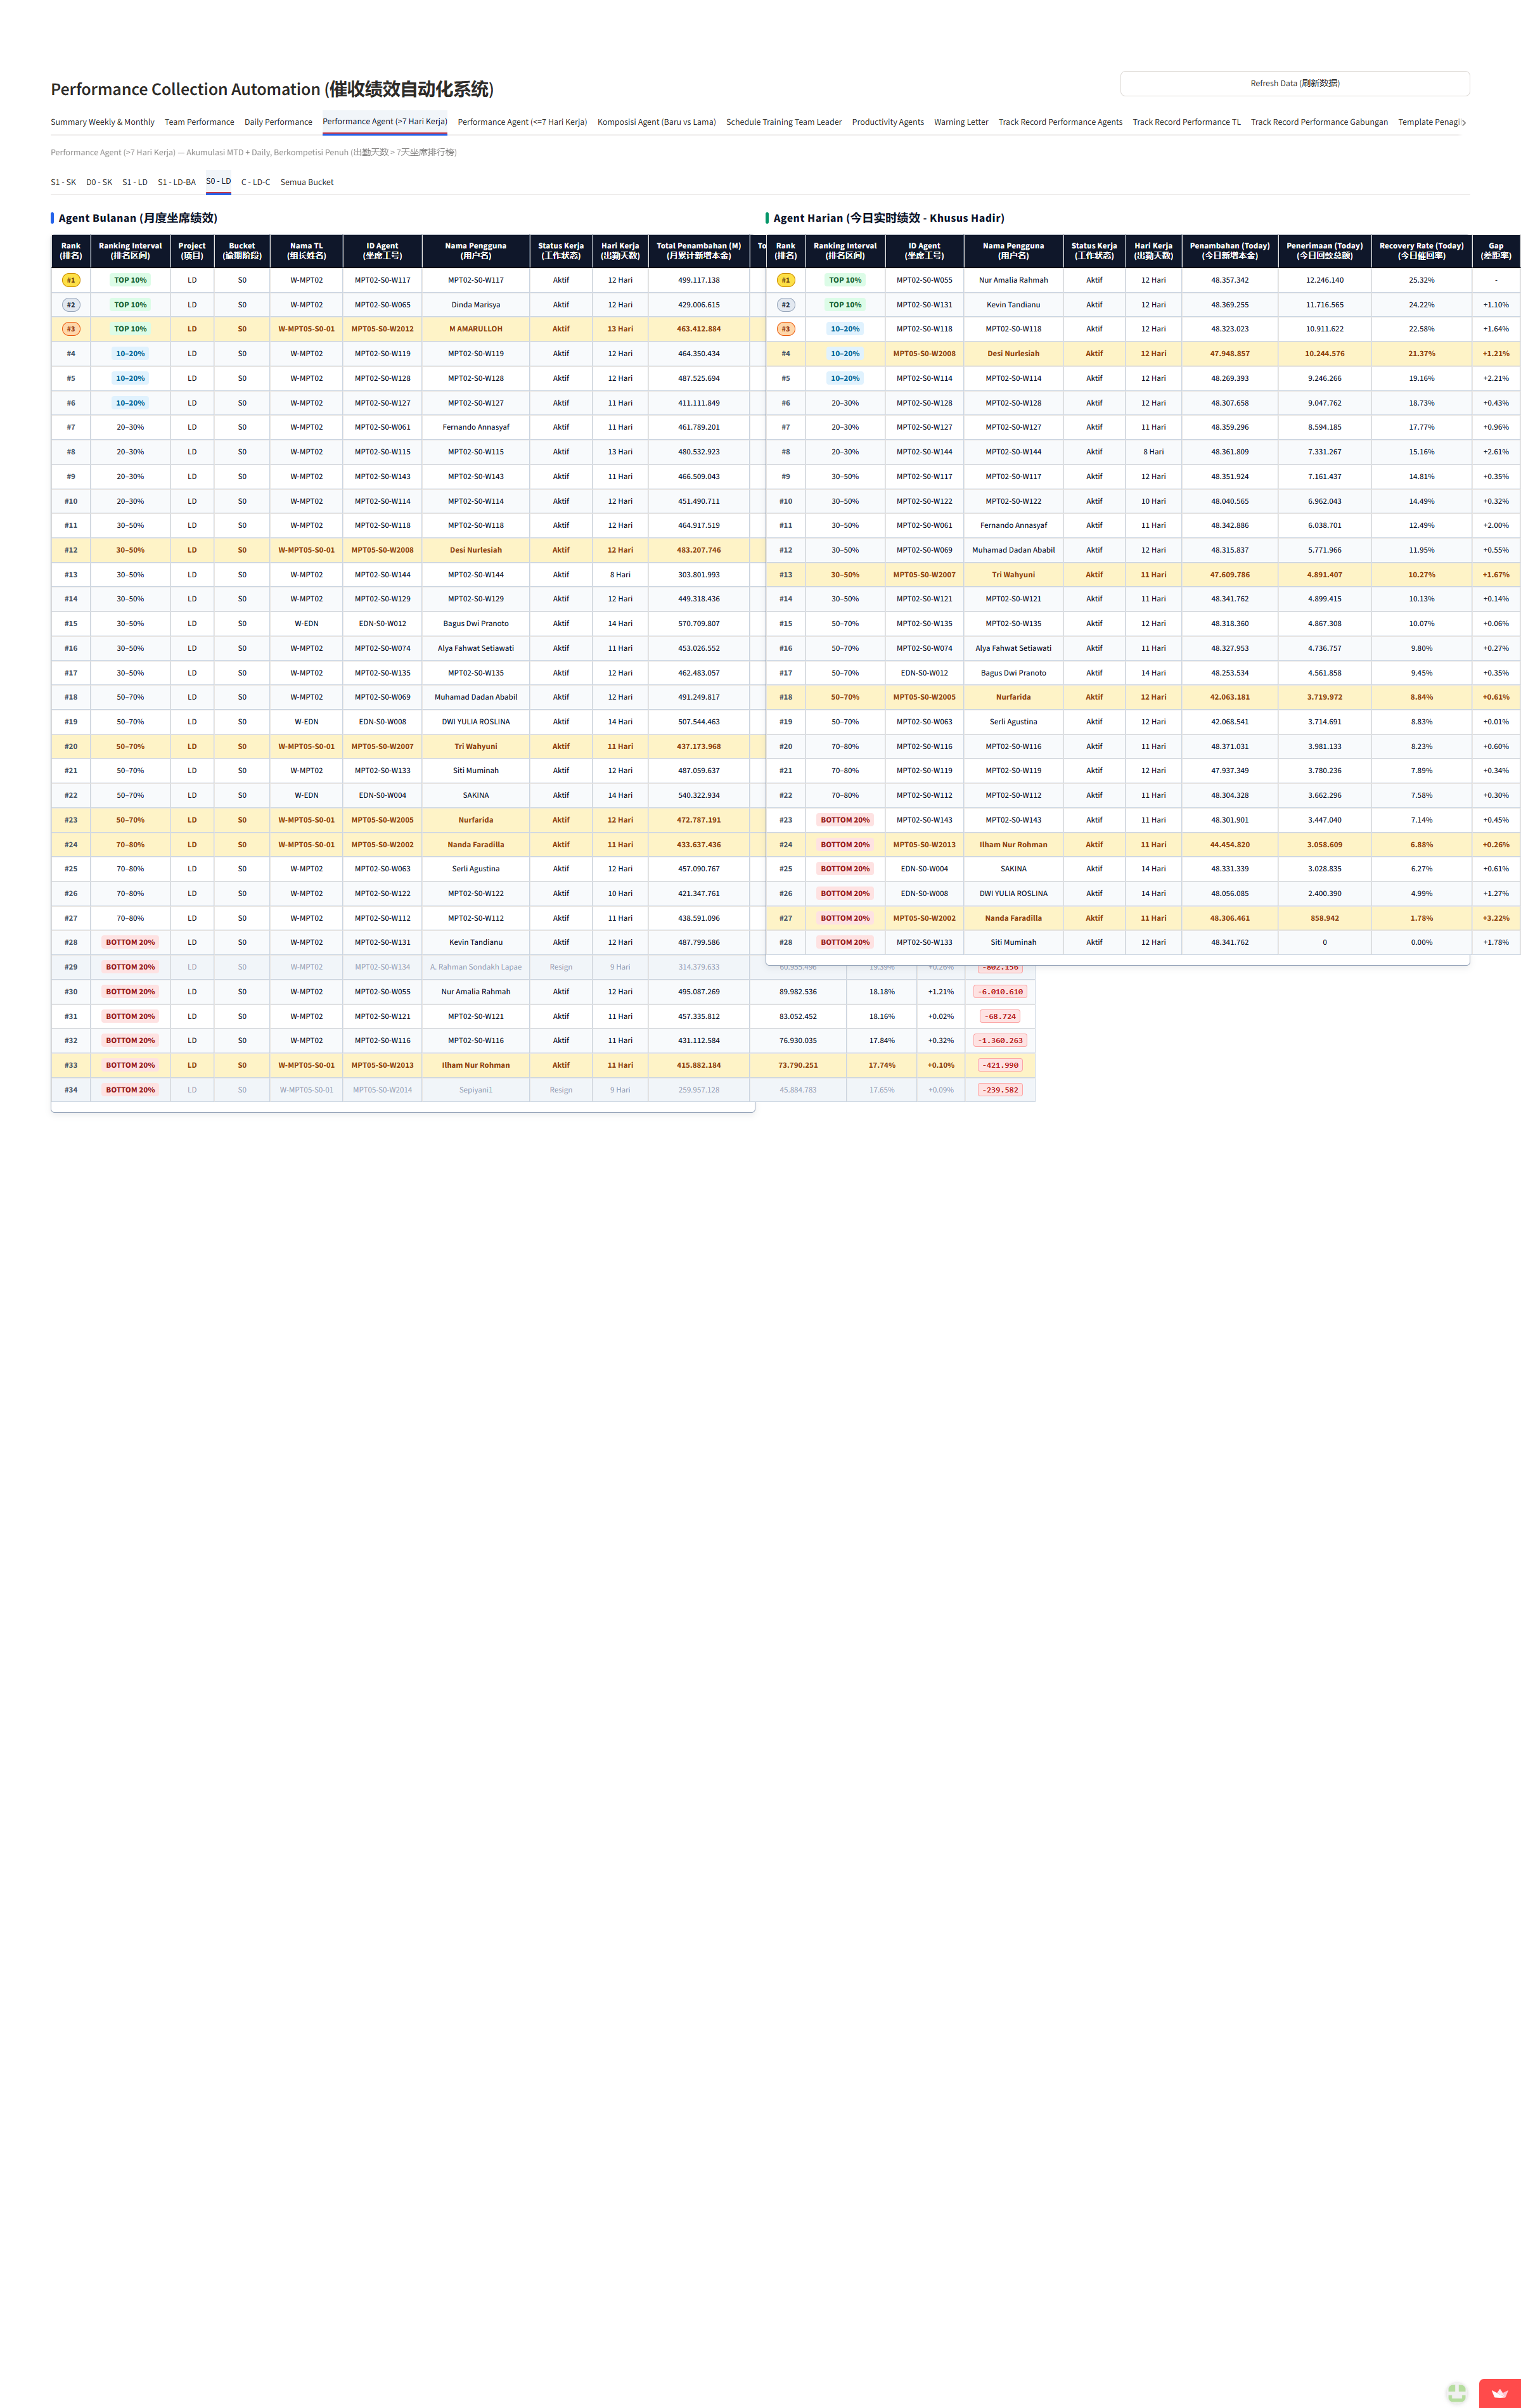 Performance Collection Automation (催收绩效自动化系统)
Refresh Data (刷新数据)
Summary Weekly & Monthly Team Performance Daily Performance Performance Agent (>7 Hari Kerja) Performance Agent (<=7 Hari Kerja) Komposisi Agent (Baru vs Lama) Schedule Training Team Leader Productivity Agents Warning Letter Track Record Performance Agents Track Record Performance TL Track Record Performance Gabungan Template Penagi
Performance Agent (>7 Hari Kerja) — Akumulasi MTD + Daily, Berkompetisi Penuh (出勤天数 > 7天坐席排行榜)
S1 - SK D0 - SK S1 - LD S1 - LD-BA S0 - LD C - LD-C Semua Bucket
Agent Bulanan (月度坐席绩效)
Rank Ranking Interval Project Bucket Nama TL ID Agent Nama Pengguna Status Kerja Hari Kerja Total Penambahan (M) To
(排名) (排名区间) (项目) (逾期阶段) (组长姓名) (坐席工号) (用户名) (工作状态) (出勤天数) (月累计新增本金)
#1 TOP 10% LD S0 W-MPT02 MPT02-S0-W117 MPT02-S0-W117 Aktif 12 Hari 499.117.138
#2 TOP 10% LD S0 W-MPT02 MPT02-S0-W065 Dinda Marisya Aktif 12 Hari 429.006.615
#3 TOP 10% LD S0 W-MPT05-S0-01 MPT05-S0-W2012 M AMARULLOH Aktif 13 Hari 463.412.884
#4 10–20% LD S0 W-MPT02 MPT02-S0-W119 MPT02-S0-W119 Aktif 12 Hari 464.350.434
#5 10–20% LD S0 W-MPT02 MPT02-S0-W128 MPT02-S0-W128 Aktif 12 Hari 487.525.694
#6 10–20% LD S0 W-MPT02 MPT02-S0-W127 MPT02-S0-W127 Aktif 11 Hari 411.111.849
#7 20–30% LD S0 W-MPT02 MPT02-S0-W061 Fernando Annasyaf Aktif 11 Hari 461.789.201
#8 20–30% LD S0 W-MPT02 MPT02-S0-W115 MPT02-S0-W115 Aktif 13 Hari 480.532.923
#9 20–30% LD S0 W-MPT02 MPT02-S0-W143 MPT02-S0-W143 Aktif 11 Hari 466.509.043
#10 20–30% LD S0 W-MPT02 MPT02-S0-W114 MPT02-S0-W114 Aktif 12 Hari 451.490.711
#11 30–50% LD S0 W-MPT02 MPT02-S0-W118 MPT02-S0-W118 Aktif 12 Hari 464.917.519
#12 30–50% LD S0 W-MPT05-S0-01 MPT05-S0-W2008 Desi Nurlesiah Aktif 12 Hari 483.207.746
#13 30–50% LD S0 W-MPT02 MPT02-S0-W144 MPT02-S0-W144 Aktif 8 Hari 303.801.993
#14 30–50% LD S0 W-MPT02 MPT02-S0-W129 MPT02-S0-W129 Aktif 12 Hari 449.318.436
#15 30–50% LD S0 W-EDN EDN-S0-W012 Bagus Dwi Pranoto Aktif 14 Hari 570.709.807
#16 30–50% LD S0 W-MPT02 MPT02-S0-W074 Alya Fahwat Setiawati Aktif 11 Hari 453.026.552
#17 30–50% LD S0 W-MPT02 MPT02-S0-W135 MPT02-S0-W135 Aktif 12 Hari 462.483.057
#18 50–70% LD S0 W-MPT02 MPT02-S0-W069 Muhamad Dadan Ababil Aktif 12 Hari 491.249.817
#19 50–70% LD S0 W-EDN EDN-S0-W008 DWI YULIA ROSLINA Aktif 14 Hari 507.544.463
#20 50–70% LD S0 W-MPT05-S0-01 MPT05-S0-W2007 Tri Wahyuni Aktif 11 Hari 437.173.968
#21 50–70% LD S0 W-MPT02 MPT02-S0-W133 Siti Muminah Aktif 12 Hari 487.059.637
#22 50–70% LD S0 W-EDN EDN-S0-W004 SAKINA Aktif 14 Hari 540.322.934
#23 50–70% LD S0 W-MPT05-S0-01 MPT05-S0-W2005 Nurfarida Aktif 12 Hari 472.787.191
#24 70–80% LD S0 W-MPT05-S0-01 MPT05-S0-W2002 Nanda Faradilla Aktif 11 Hari 433.637.436
#25 70–80% LD S0 W-MPT02 MPT02-S0-W063 Serli Agustina Aktif 12 Hari 457.090.767
#26 70–80% LD S0 W-MPT02 MPT02-S0-W122 MPT02-S0-W122 Aktif 10 Hari 421.347.761
#27 70–80% LD S0 W-MPT02 MPT02-S0-W112 MPT02-S0-W112 Aktif 11 Hari 438.591.096
#28 BOTTOM 20% LD S0 W-MPT02 MPT02-S0-W131 Kevin Tandianu Aktif 12 Hari 487.799.586
#29 BOTTOM 20% LD S0 W-MPT02 MPT02-S0-W134 A. Rahman Sondakh Lapae Resign 9 Hari 314.379.633 60.955.496 19.39% +0.26% -802.156
#30 BOTTOM 20% LD S0 W-MPT02 MPT02-S0-W055 Nur Amalia Rahmah Aktif 12 Hari 495.087.269 89.982.536 18.18% +1.21% -6.010.610
#31 BOTTOM 20% LD S0 W-MPT02 MPT02-S0-W121 MPT02-S0-W121 Aktif 11 Hari 457.335.812 83.052.452 18.16% +0.02% -68.724
#32 BOTTOM 20% LD S0 W-MPT02 MPT02-S0-W116 MPT02-S0-W116 Aktif 11 Hari 431.112.584 76.930.035 17.84% +0.32% -1.360.263
#33 BOTTOM 20% LD S0 W-MPT05-S0-01 MPT05-S0-W2013 Ilham Nur Rohman Aktif 11 Hari 415.882.184 73.790.251 17.74% +0.10% -421.990
#34 BOTTOM 20% LD S0 W-MPT05-S0-01 MPT05-S0-W2014 Sepiyani1 Resign 9 Hari 259.957.128 45.884.783 17.65% +0.09% -239.582
Agent Harian (今日实时绩效 - Khusus Hadir)
Rank Ranking Interval ID Agent Nama Pengguna Status Kerja Hari Kerja Penambahan (Today) Penerimaan (Today) Recovery Rate (Today) Gap
(排名) (排名区间) (坐席工号) (用户名) (工作状态) (出勤天数) (今日新增本金) (今日回款总额) (今日催回率) (差距率)
#1 TOP 10% MPT02-S0-W055 Nur Amalia Rahmah Aktif 12 Hari 48.357.342 12.246.140 25.32% -
#2 TOP 10% MPT02-S0-W131 Kevin Tandianu Aktif 12 Hari 48.369.255 11.716.565 24.22% +1.10%
#3 10–20% MPT02-S0-W118 MPT02-S0-W118 Aktif 12 Hari 48.323.023 10.911.622 22.58% +1.64%
#4 10–20% MPT05-S0-W2008 Desi Nurlesiah Aktif 12 Hari 47.948.857 10.244.576 21.37% +1.21%
#5 10–20% MPT02-S0-W114 MPT02-S0-W114 Aktif 12 Hari 48.269.393 9.246.266 19.16% +2.21%
#6 20–30% MPT02-S0-W128 MPT02-S0-W128 Aktif 12 Hari 48.307.658 9.047.762 18.73% +0.43%
#7 20–30% MPT02-S0-W127 MPT02-S0-W127 Aktif 11 Hari 48.359.296 8.594.185 17.77% +0.96%
#8 20–30% MPT02-S0-W144 MPT02-S0-W144 Aktif 8 Hari 48.361.809 7.331.267 15.16% +2.61%
#9 30–50% MPT02-S0-W117 MPT02-S0-W117 Aktif 12 Hari 48.351.924 7.161.437 14.81% +0.35%
#10 30–50% MPT02-S0-W122 MPT02-S0-W122 Aktif 10 Hari 48.040.565 6.962.043 14.49% +0.32%
#11 30–50% MPT02-S0-W061 Fernando Annasyaf Aktif 11 Hari 48.342.886 6.038.701 12.49% +2.00%
#12 30–50% MPT02-S0-W069 Muhamad Dadan Ababil Aktif 12 Hari 48.315.837 5.771.966 11.95% +0.55%
#13 30–50% MPT05-S0-W2007 Tri Wahyuni Aktif 11 Hari 47.609.786 4.891.407 10.27% +1.67%
#14 30–50% MPT02-S0-W121 MPT02-S0-W121 Aktif 11 Hari 48.341.762 4.899.415 10.13% +0.14%
#15 50–70% MPT02-S0-W135 MPT02-S0-W135 Aktif 12 Hari 48.318.360 4.867.308 10.07% +0.06%
#16 50–70% MPT02-S0-W074 Alya Fahwat Setiawati Aktif 11 Hari 48.327.953 4.736.757 9.80% +0.27%
#17 50–70% EDN-S0-W012 Bagus Dwi Pranoto Aktif 14 Hari 48.253.534 4.561.858 9.45% +0.35%
#18 50–70% MPT05-S0-W2005 Nurfarida Aktif 12 Hari 42.063.181 3.719.972 8.84% +0.61%
#19 50–70% MPT02-S0-W063 Serli Agustina Aktif 12 Hari 42.068.541 3.714.691 8.83% +0.01%
#20 70–80% MPT02-S0-W116 MPT02-S0-W116 Aktif 11 Hari 48.371.031 3.981.133 8.23% +0.60%
#21 70–80% MPT02-S0-W119 MPT02-S0-W119 Aktif 12 Hari 47.937.349 3.780.236 7.89% +0.34%
#22 70–80% MPT02-S0-W112 MPT02-S0-W112 Aktif 11 Hari 48.304.328 3.662.296 7.58% +0.30%
#23 BOTTOM 20% MPT02-S0-W143 MPT02-S0-W143 Aktif 11 Hari 48.301.901 3.447.040 7.14% +0.45%
#24 BOTTOM 20% MPT05-S0-W2013 Ilham Nur Rohman Aktif 11 Hari 44.454.820 3.058.609 6.88% +0.26%
#25 BOTTOM 20% EDN-S0-W004 SAKINA Aktif 14 Hari 48.331.339 3.028.835 6.27% +0.61%
#26 BOTTOM 20% EDN-S0-W008 DWI YULIA ROSLINA Aktif 14 Hari 48.056.085 2.400.390 4.99% +1.27%
#27 BOTTOM 20% MPT05-S0-W2002 Nanda Faradilla Aktif 11 Hari 48.306.461 858.942 1.78% +3.22%
#28 BOTTOM 20% MPT02-S0-W133 Siti Muminah Aktif 12 Hari 48.341.762 0 0.00% +1.78%